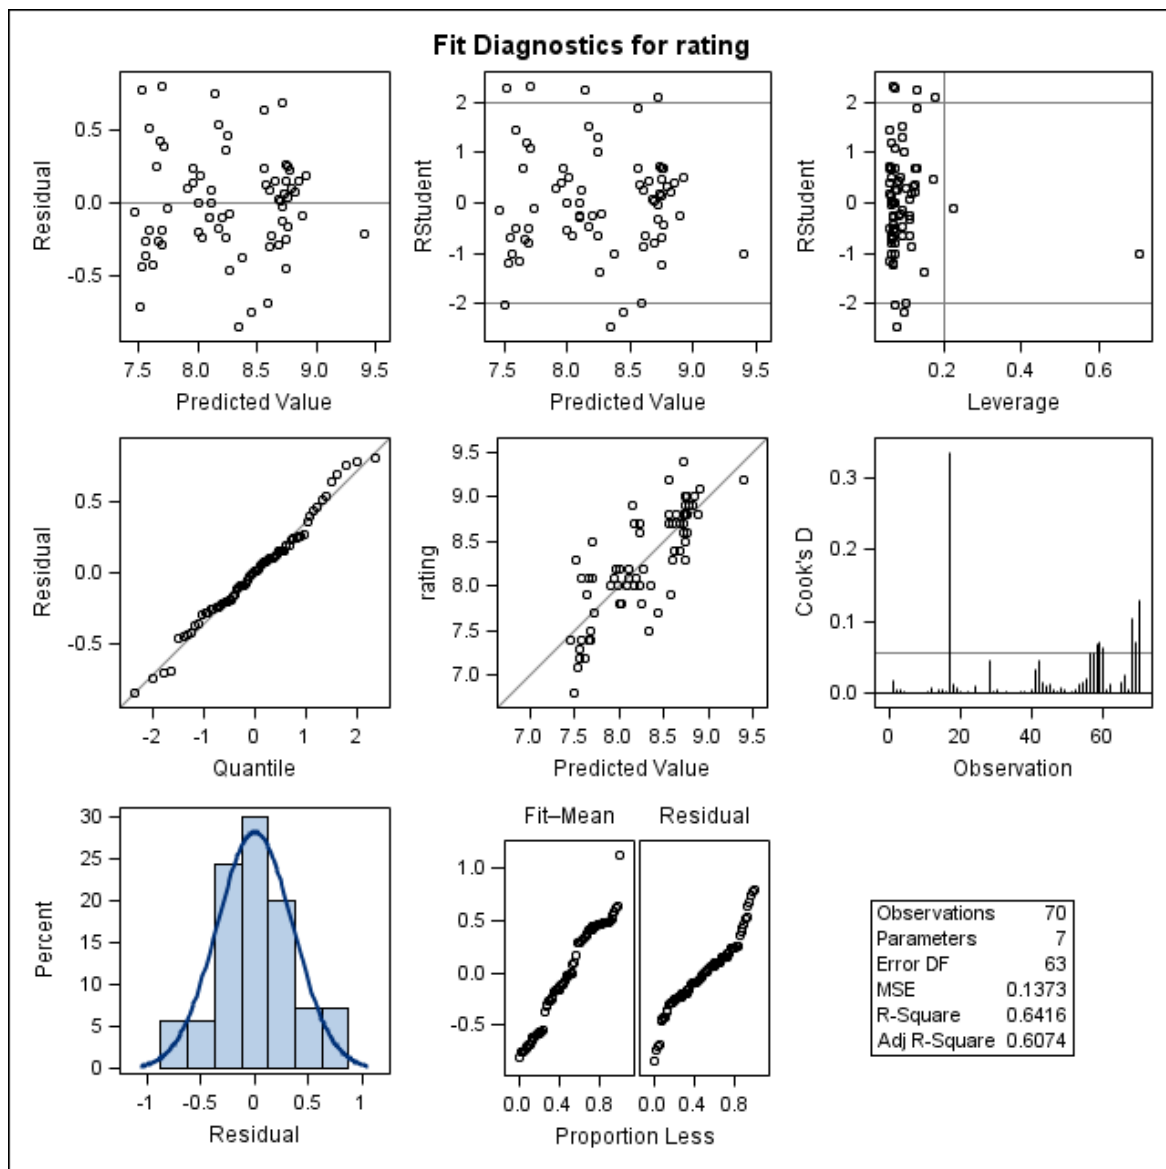 Fit Diagnostics for rating
Residual
0.5
0.0
-0.5
7.5 8.0 8.5 9.0 9.5
Predicted Value
RStudent
2
1
0
-1
-2
7.5 8.0 8.5 9.0 9.5
Predicted Value
RStudent
2
1
0
-1
-2
0.2 0.4 0.6
Leverage
Residual
0.5
0.0
-0.5
-2 -1 0 1 2
Quantile
rating
9.5
9.0
8.5
8.0
7.5
7.0
7.0 7.5 8.0 8.5 9.0 9.5
Predicted Value
Cook's D
0.3
0.2
0.1
0.0
0 20 40 60
Observation
Percent
30
25
20
15
10
5
0
-1 -0.5 0 0.5 1
Residual
Fit–Mean Residual
1.0
0.5
0.0
-0.5
0.0 0.4 0.8 0.0 0.4 0.8
Proportion Less
Observations 70
Parameters 7
Error DF 63
MSE 0.1373
R-Square 0.6416
Adj R-Square 0.6074